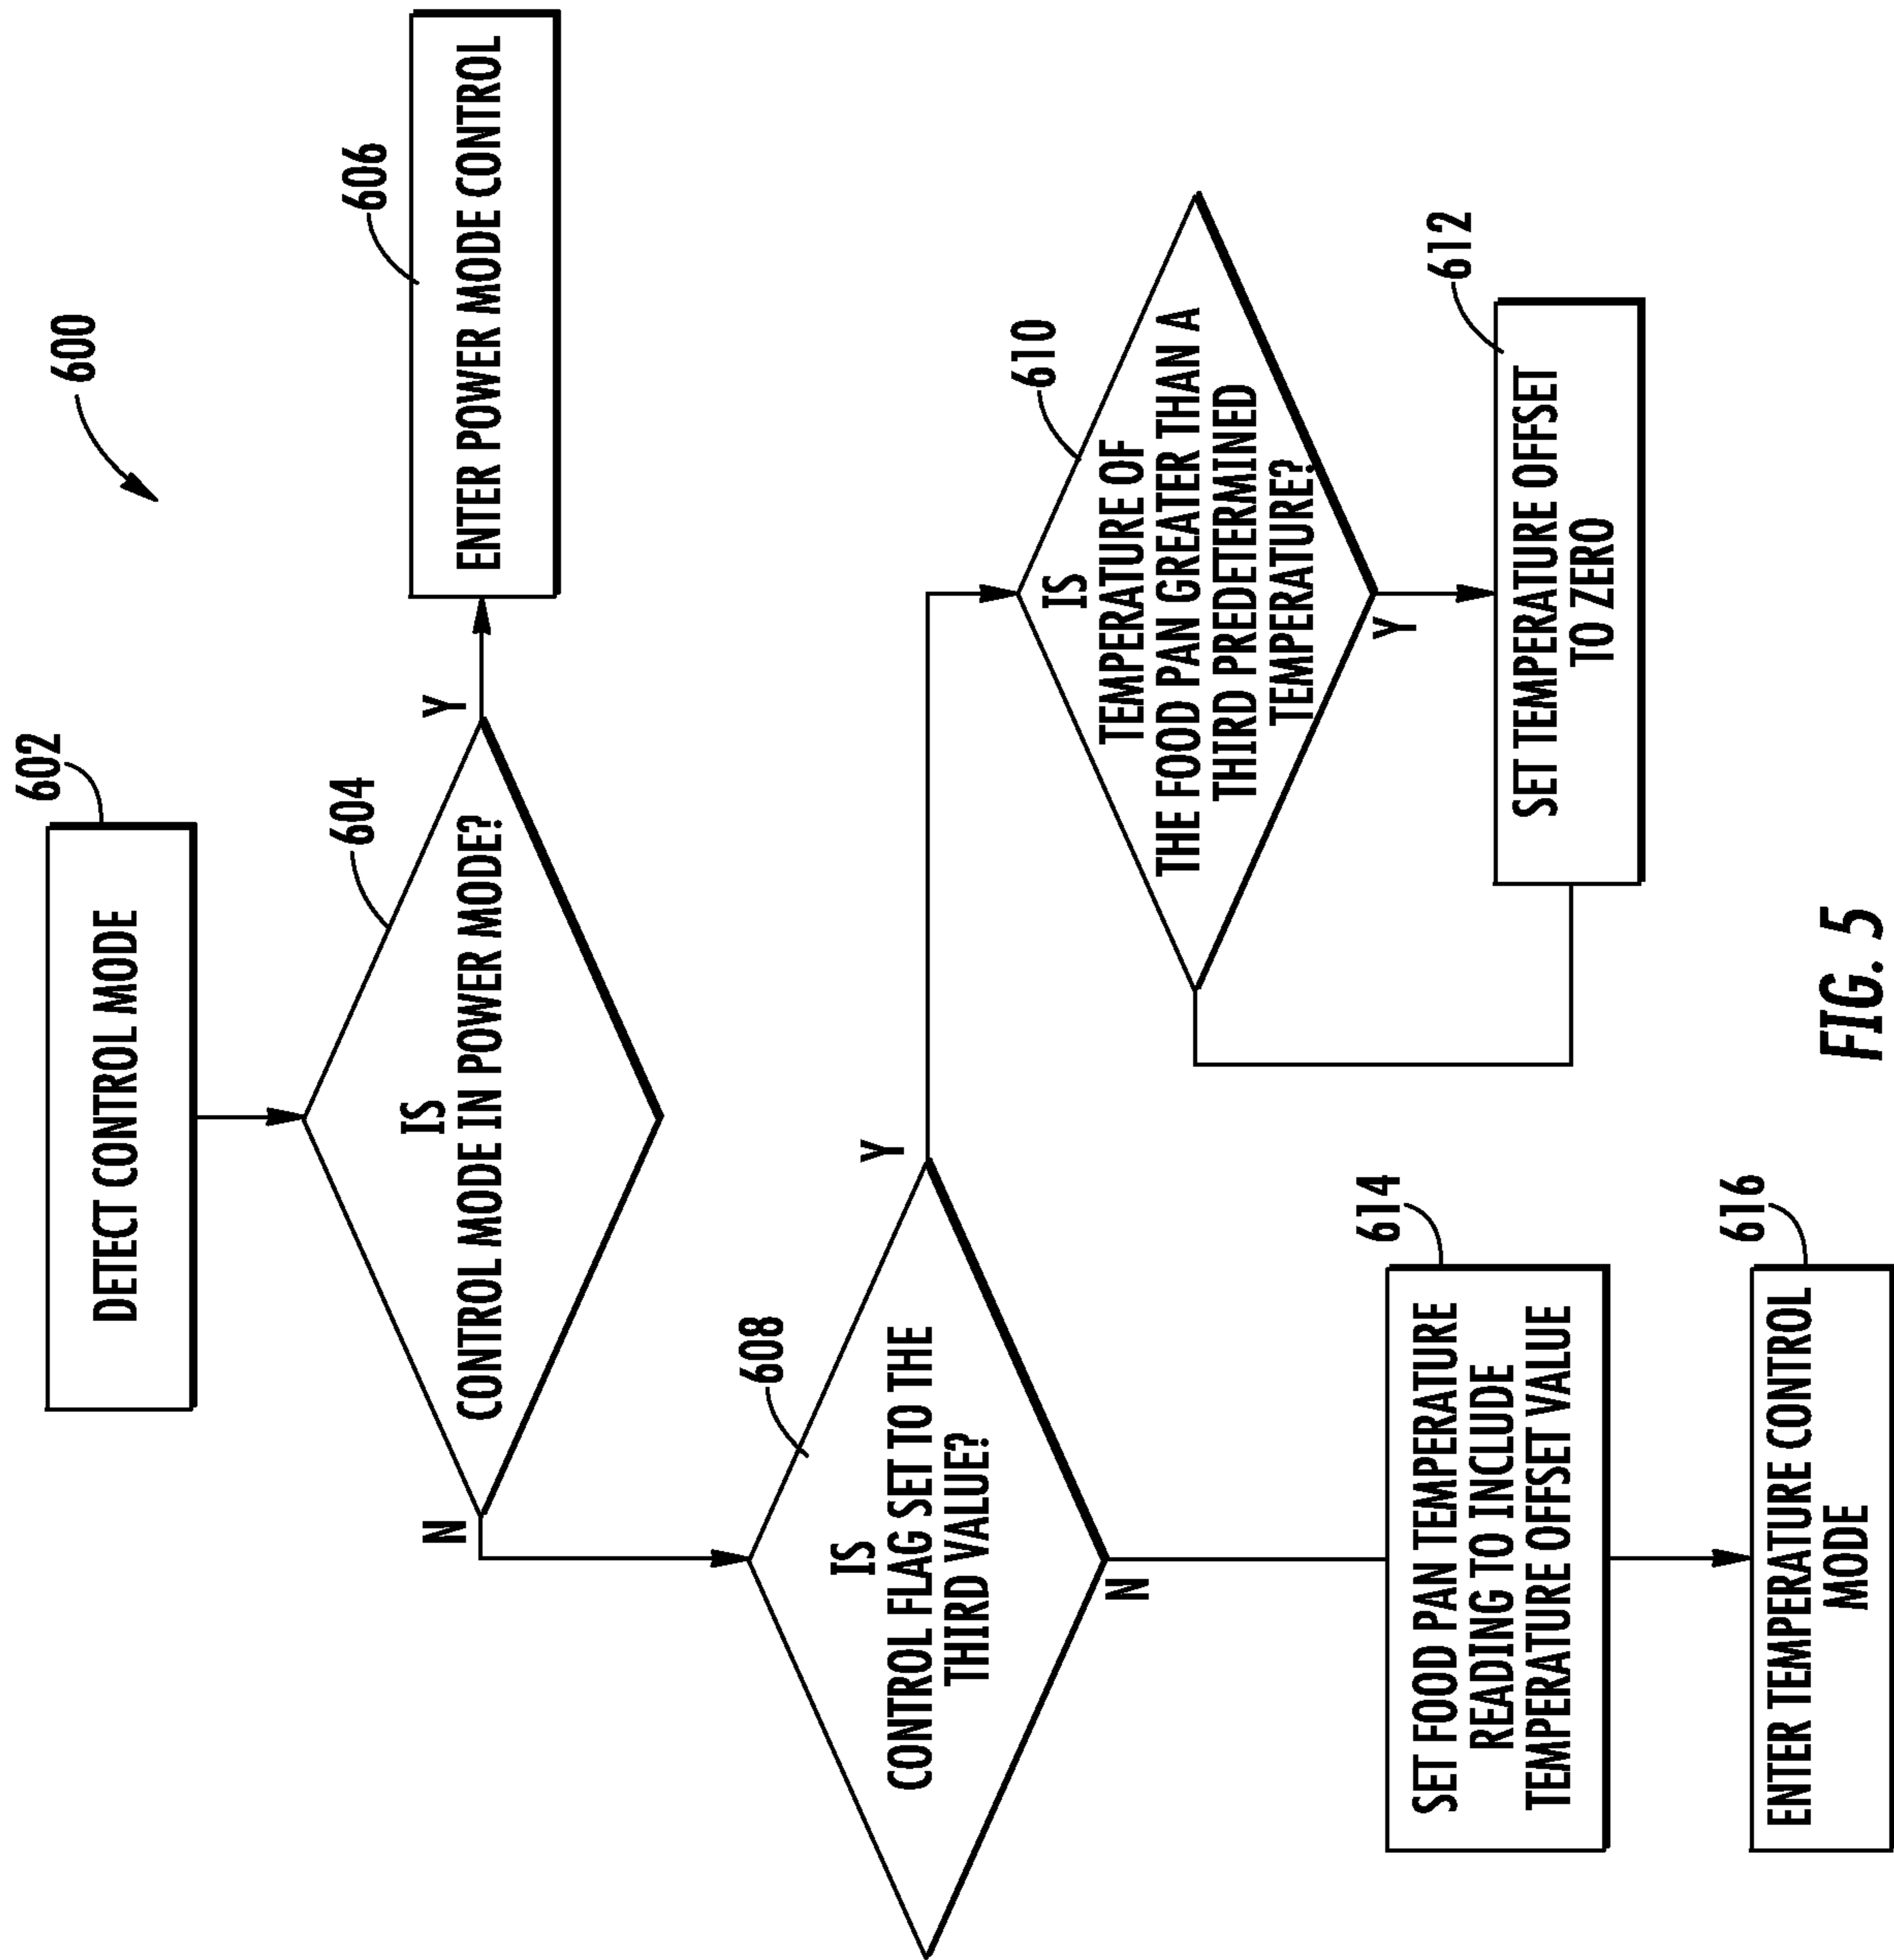 600
602
DETECT CONTROL MODE
604
IS
CONTROL MODE IN POWER MODE?
Y
606
ENTER POWER MODE CONTROL
N
608
IS
CONTROL FLAG SET TO THE
THIRD VALUE?
Y
610
IS
TEMPERATURE OF
THE FOOD PAN GREATER THAN A
THIRD PREDETERMINED
TEMPERATURE?
Y
612
SET TEMPERATURE OFFSET
TO ZERO
N
614
SET FOOD PAN TEMPERATURE
READING TO INCLUDE
TEMPERATURE OFFSET VALUE
616
ENTER TEMPERATURE CONTROL
MODE
FIG. 5